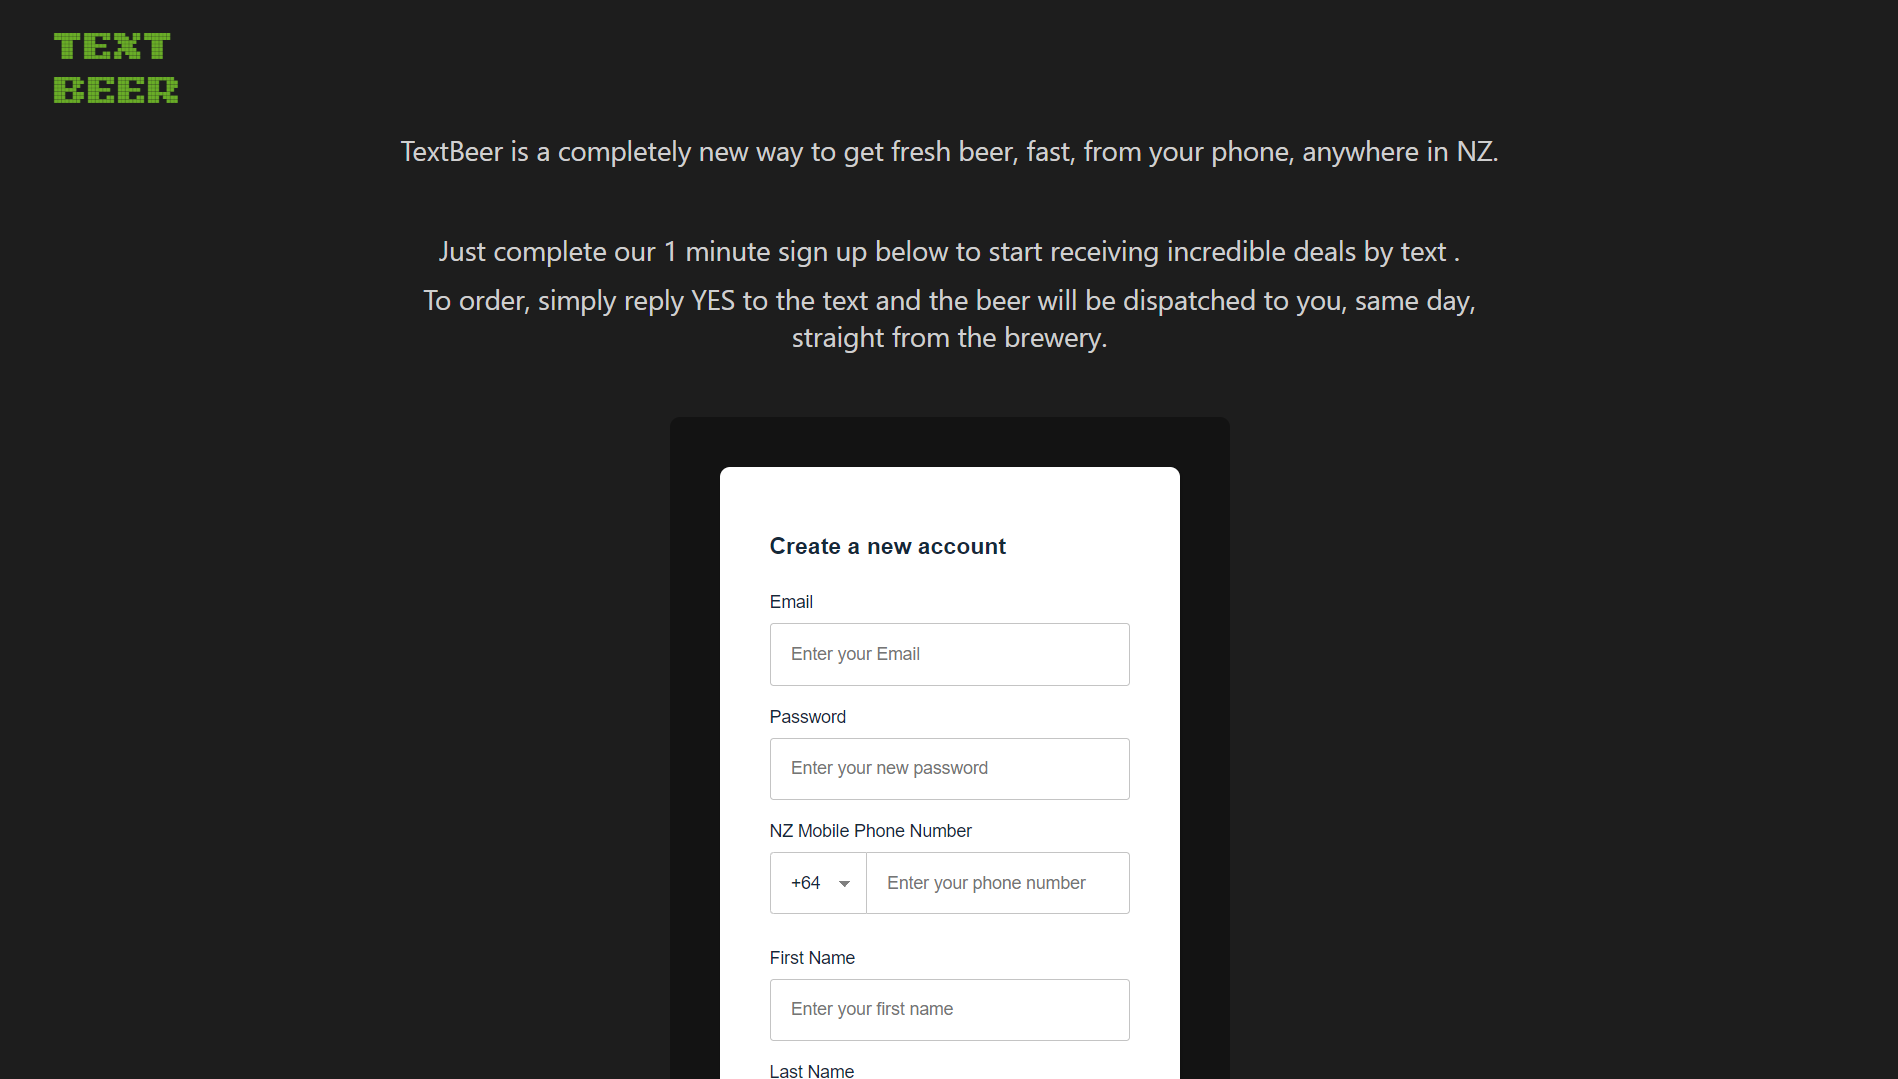 TEXT
BEER
TextBeer is a completely new way to get fresh beer, fast, from your phone, anywhere in NZ.
Just complete our 1 minute sign up below to start receiving incredible deals by text .
To order, simply reply YES to the text and the beer will be dispatched to you, same day,
straight from the brewery.
Create a new account
Email
Enter your Email
Password
Enter your new password
NZ Mobile Phone Number
+64 Enter your phone number
First Name
Enter your first name
Last Name